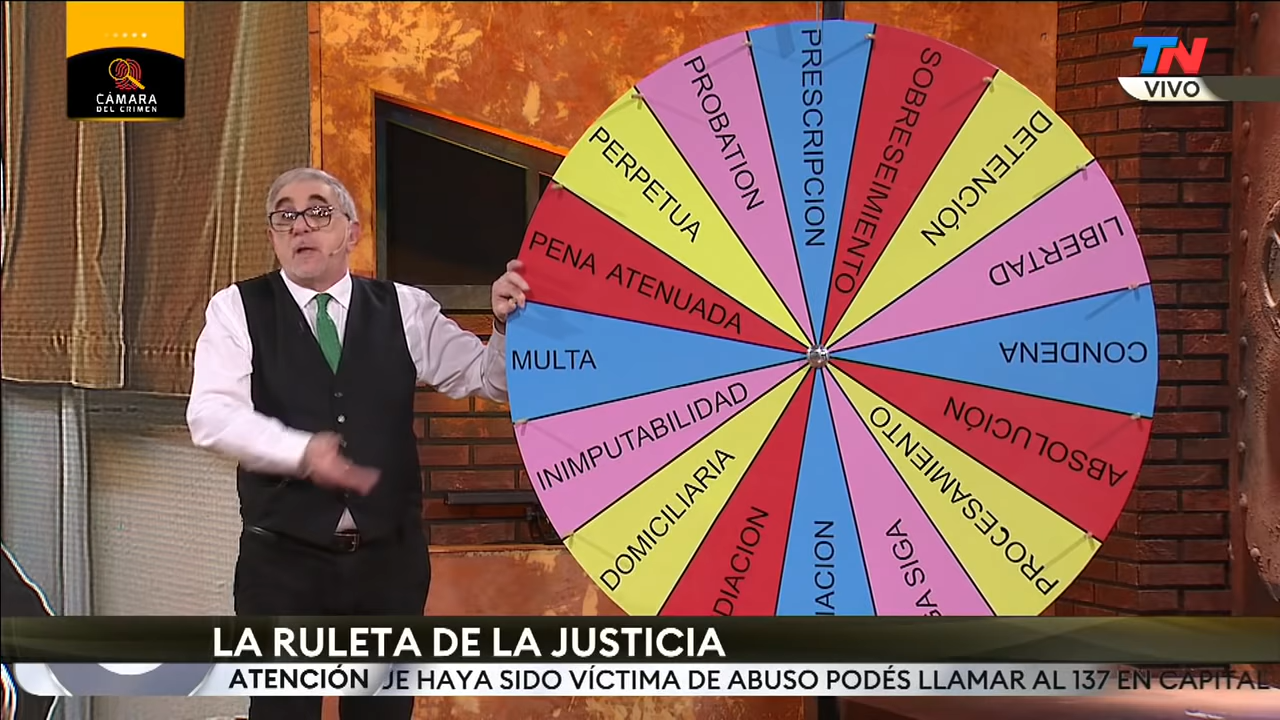 CÁMARA
DEL CRIMEN
TN
VIVO
PRESCRIPCION
SOBRESEIMIENTO
DETENCIÓN
LIBERTAD
CONDENA
ABSOLUCIÓN
PROCESAMIENTO
SIGA
DOMICILIARIA
INIMPUTABILIDAD
MULTA
PENA ATENUADA
PERPETUA
PROBATION
LA RULETA DE LA JUSTICIA
ATENCIÓN HAYA SIDO VÍCTIMA DE ABUSO PODÉS LLAMAR AL 137 EN CAPITAL